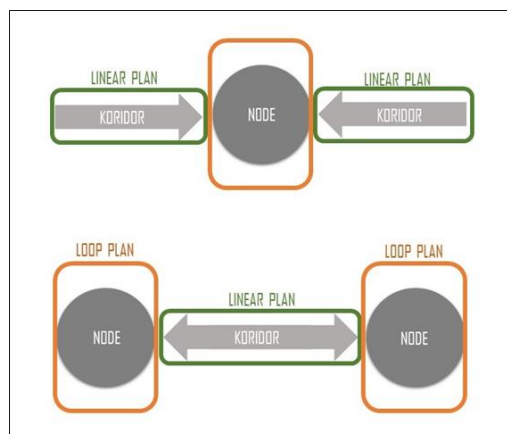 LINEAR PLAN
LINEAR PLAN
KORIDOR
NODE
KORIDOR
LOOP PLAN
LOOP PLAN
LINEAR PLAN
NODE
KORIDOR
NODE